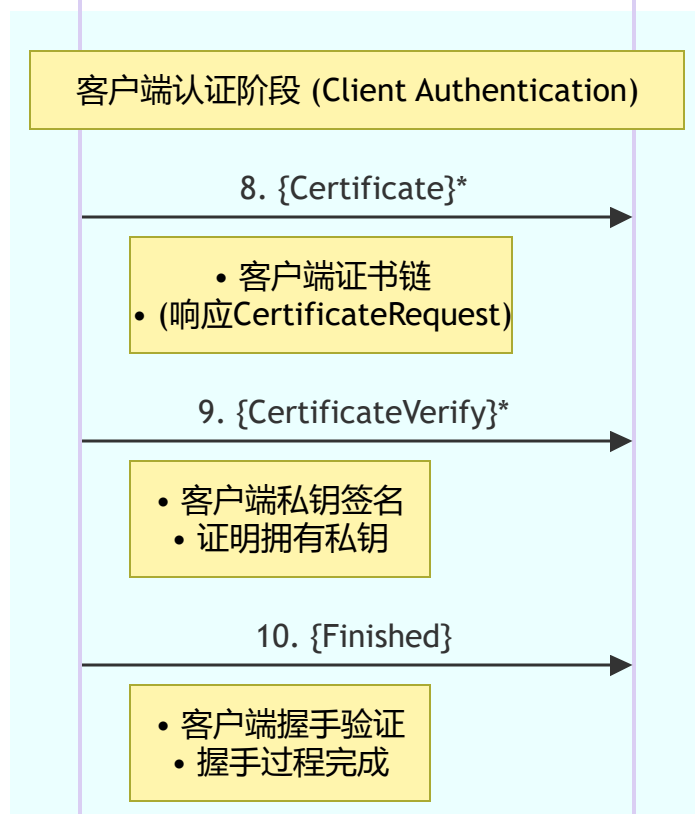 客户端认证阶段 (Client Authentication)
8. {Certificate}*
• 客户端证书链
• (响应CertificateRequest)
9. {CertificateVerify}*
• 客户端私钥签名
• 证明拥有私钥
10. {Finished}
• 客户端握手验证
• 握手过程完成